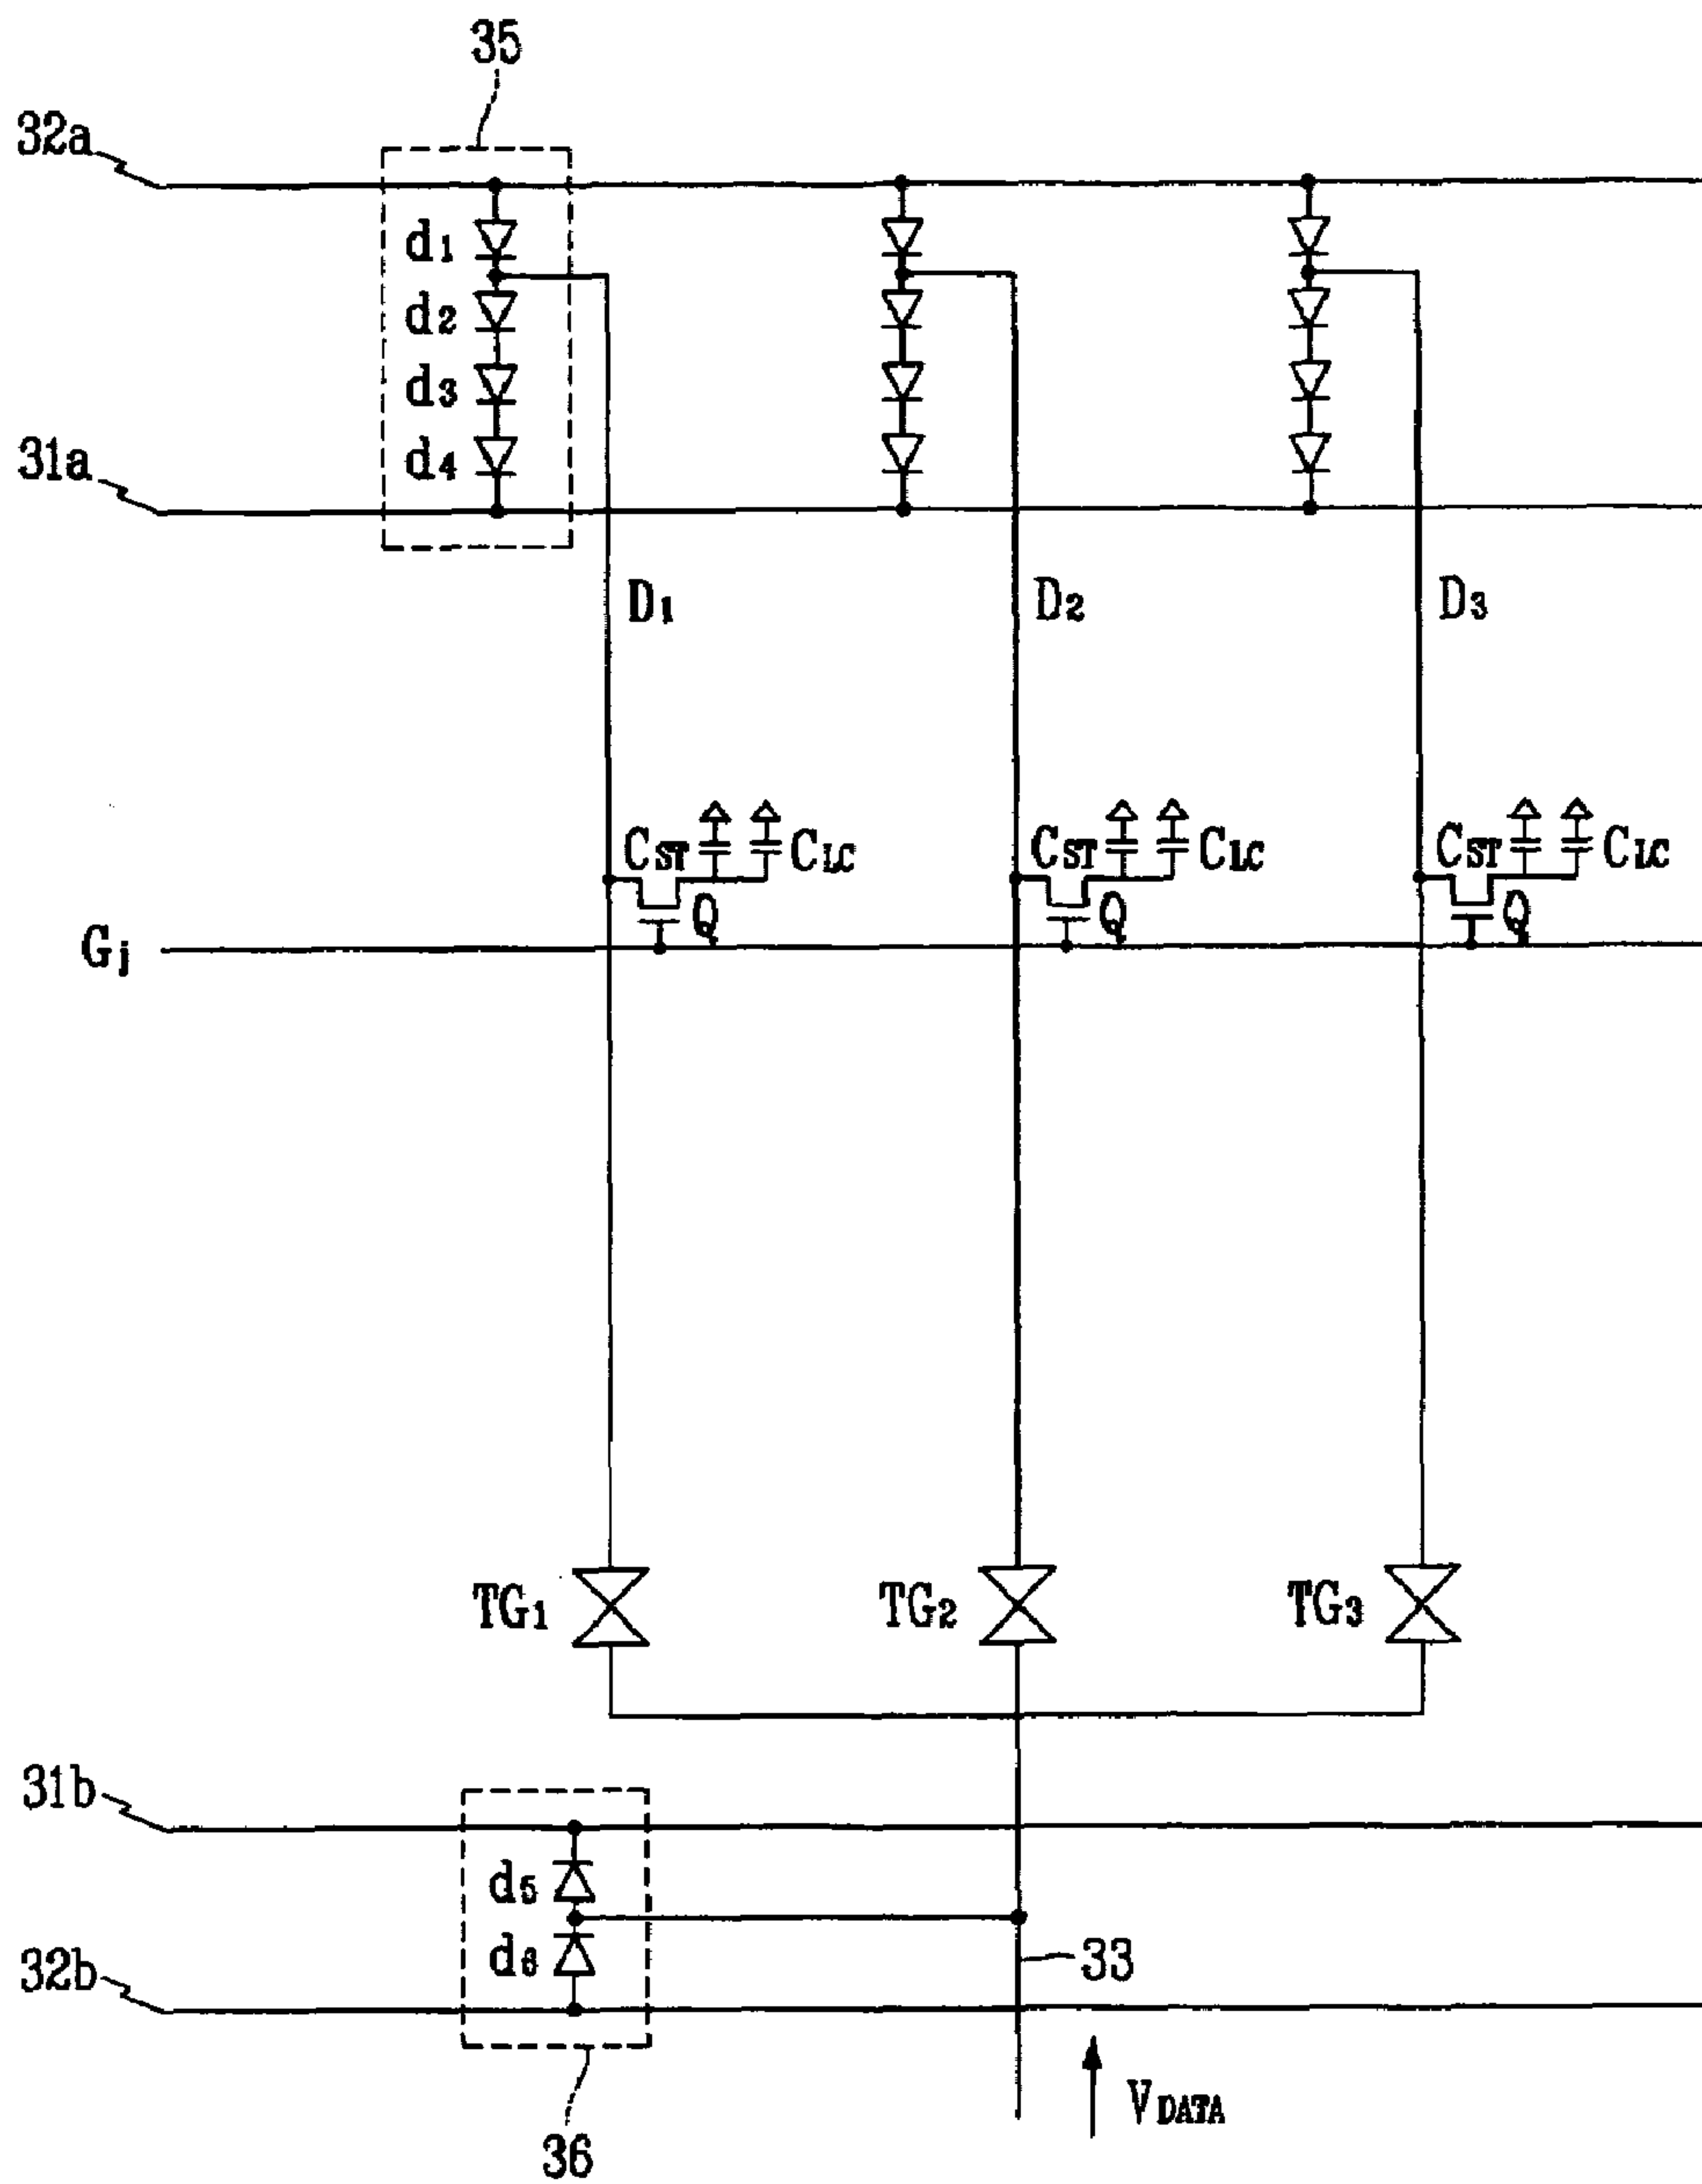 35
32a
d1
d2
d3
d4
31a
D1 D2 D3
CST CLC CST CLC CST CLC
Q Q Q
Gj
TG1 TG2 TG3
31b
d5
d6
33
32b
VDATA
36